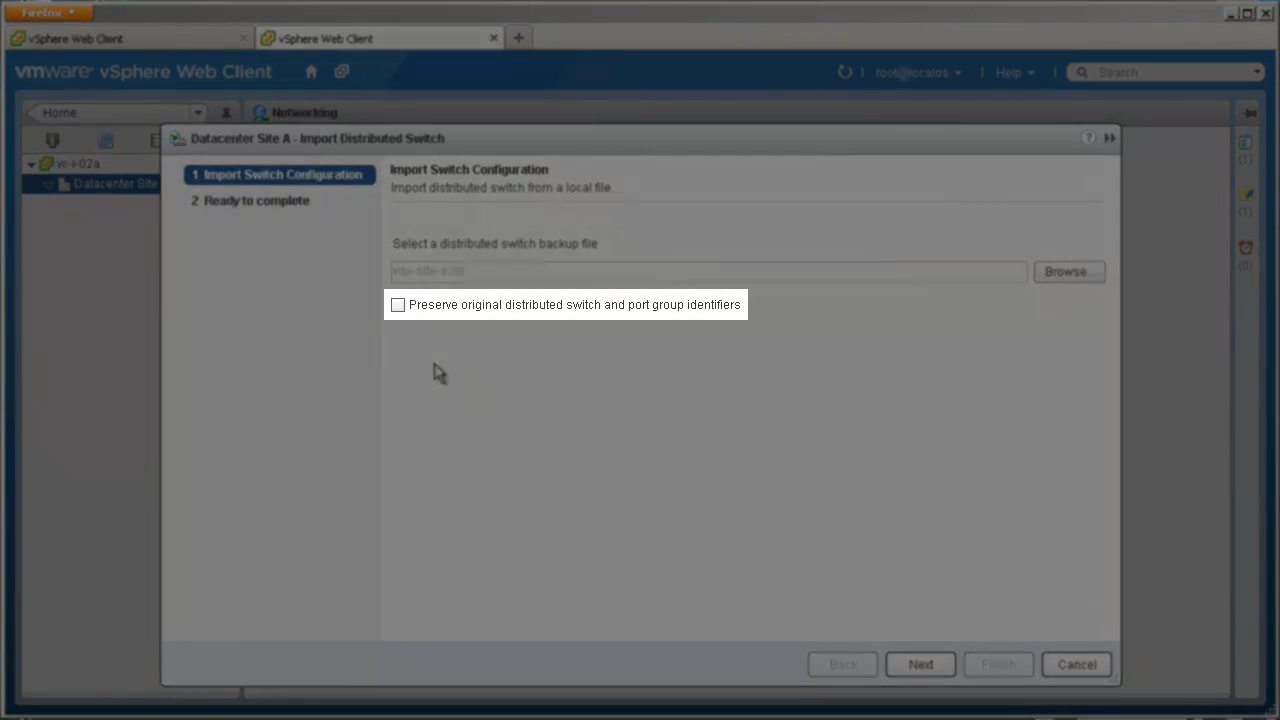 Firefox
vSphere Web Client
vSphere Web Client
vmware® vSphere Web Client
root@localos
Help
Search
Home
Networking
Datacenter Site A - Import Distributed Switch
vc-l-02a
Datacenter Site
1 Import Switch Configuration
2 Ready to complete
Import Switch Configuration
Import distributed switch from a local file.
Select a distributed switch backup file
Browse...
Preserve original distributed switch and port group identifiers
(1)
(1)
(0)
Back
Next
Finish
Cancel